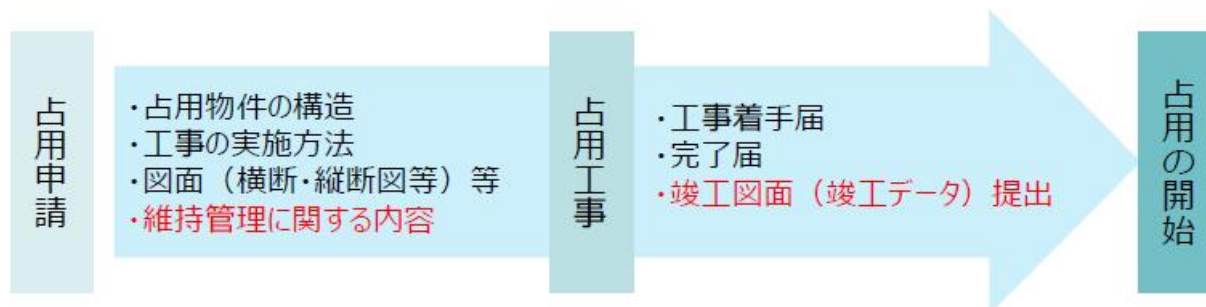 占用申請
・占用物件の構造
・工事の実施方法
・図面（横断・縦断図等）等
・維持管理に関する内容
占用工事
・工事着手届
・完了届
・竣工図面（竣工データ）提出
占用の開始